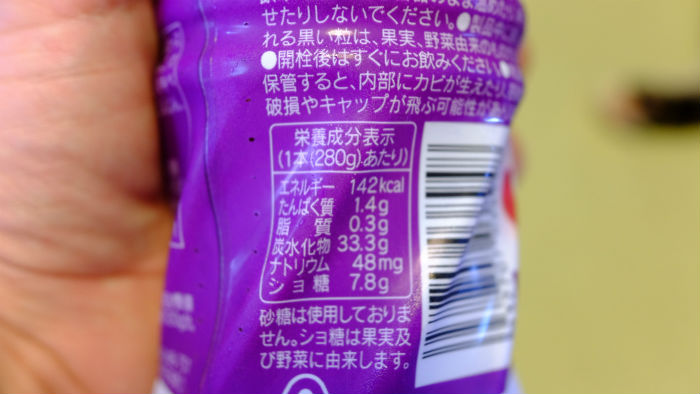 せたりしないでください。●製品中に
れる黒い粒は、果実、野菜由来のも
●開栓後はすぐにお飲みください。
保管すると、内部にカビが生えたり、
破損やキャップが飛ぶ可能性が
栄養成分表示
(1本(280g)あたり)
エネルギー 142kcal
たんぱく質 1.4g
脂質 0.3g
炭水化物 33.3g
ナトリウム 48mg
ショ糖 7.8g
砂糖は使用しておりま
せん。ショ糖は果実及
び野菜に由来します。